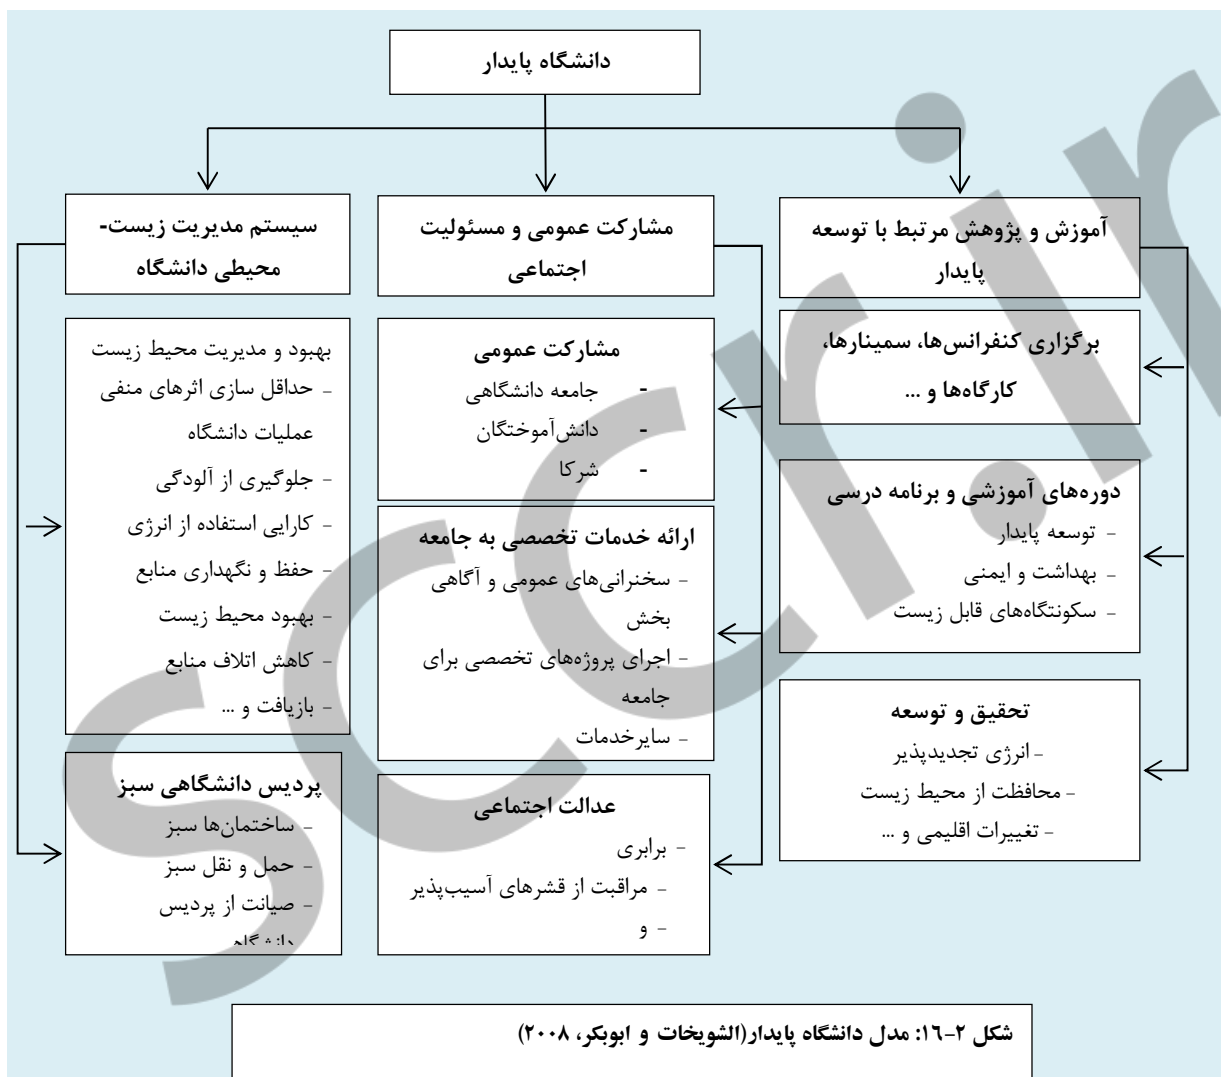 دانشگاه پایدار
آموزش و پژوهش مرتبط با توسعه
پایدار
برگزاری کنفرانس‌ها، سمینارها،
کارگاه‌ها و ...
دوره‌های آموزشی و برنامه درسی
- توسعه پایدار
- بهداشت و ایمنی
- سکونتگاه‌های قابل زیست
تحقیق و توسعه
- انرژی تجدیدپذیر
- محافظت از محیط زیست
- تغییرات اقلیمی و ...
مشارکت عمومی و مسئولیت
اجتماعی
مشارکت عمومی
- جامعه دانشگاهی
- دانش‌آموختگان
- شرکا
ارائه خدمات تخصصی به جامعه
- سخنرانی‌های عمومی و آگاهی
بخش
- اجرای پروژه‌های تخصصی برای
جامعه
- سایرخدمات
عدالت اجتماعی
- برابری
- مراقبت از قشرهای آسیب‌پذیر
- و
سیستم مدیریت زیست-
محیطی دانشگاه
بهبود و مدیریت محیط زیست
- حداقل سازی اثرهای منفی
عملیات دانشگاه
- جلوگیری از آلودگی
- کارایی استفاده از انرژی
- حفظ و نگهداری منابع
- بهبود محیط زیست
- کاهش اتلاف منابع
- بازیافت و ...
پردیس دانشگاهی سبز
- ساختمان‌ها سبز
- حمل و نقل سبز
- صیانت از پردیس
شکل ۲-۱۶: مدل دانشگاه پایدار(الشویخات و ابوبکر، ۲۰۰۸)
sccr.ir